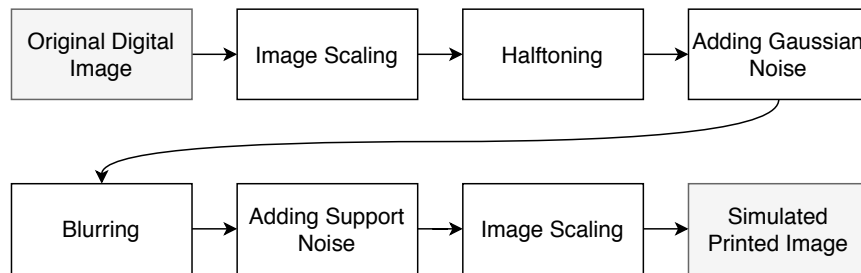 Original Digital
Image
Image Scaling
Halftoning
Adding Gaussian
Noise
Blurring
Adding Support
Noise
Image Scaling
Simulated
Printed Image